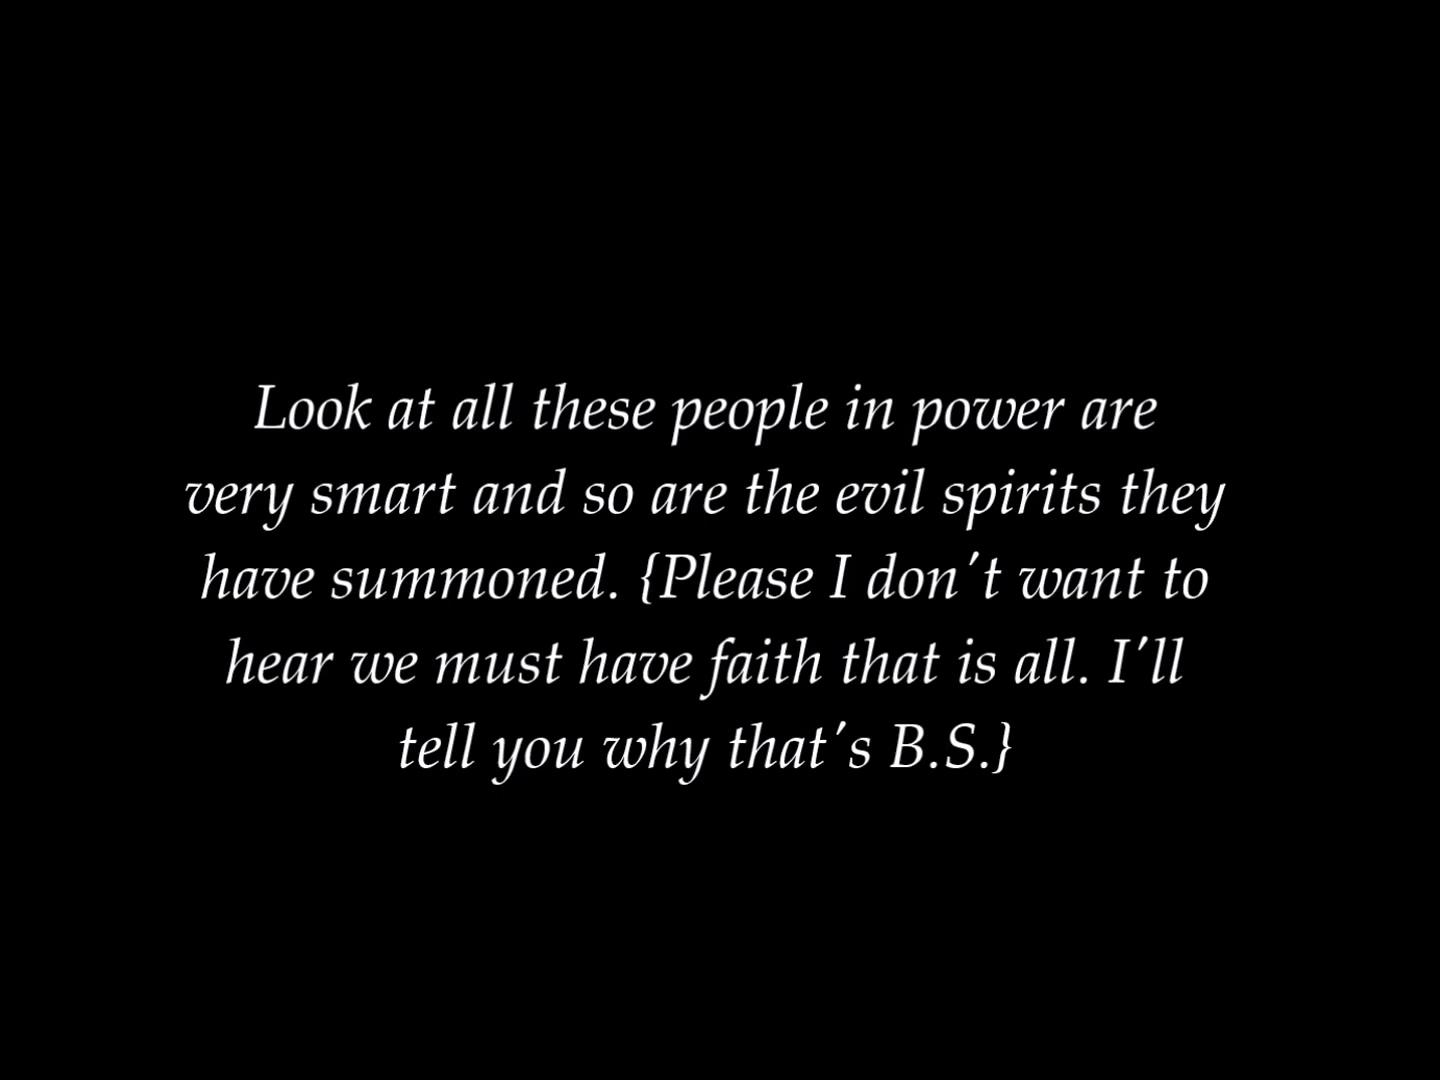 Look at all these people in power are
very smart and so are the evil spirits they
have summoned. {Please I don't want to
hear we must have faith that is all. I'll
tell you why that's B.S.}